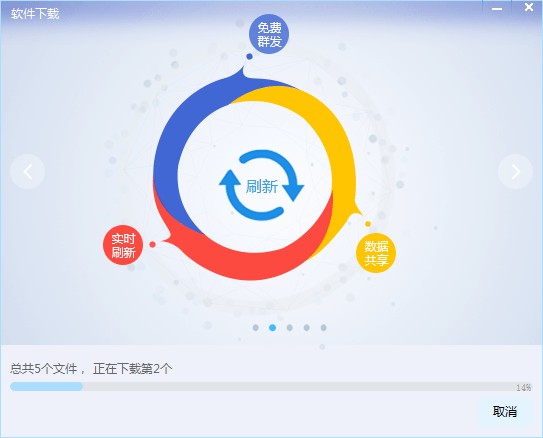 软件下载
免费
群发
刷新
实时
刷新
数据
共享
总共5个文件， 正在下载第2个
14%
取消